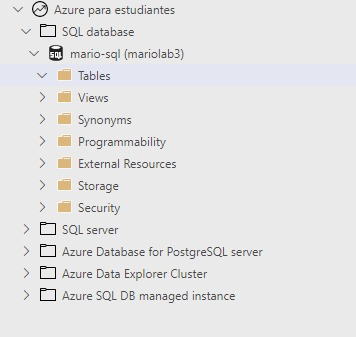 Azure para estudiantes
SQL database
SQL mario-sql (mariolab3)
Tables
Views
Synonyms
Programmability
External Resources
Storage
Security
SQL server
Azure Database for PostgreSQL server
Azure Data Explorer Cluster
Azure SQL DB managed instance